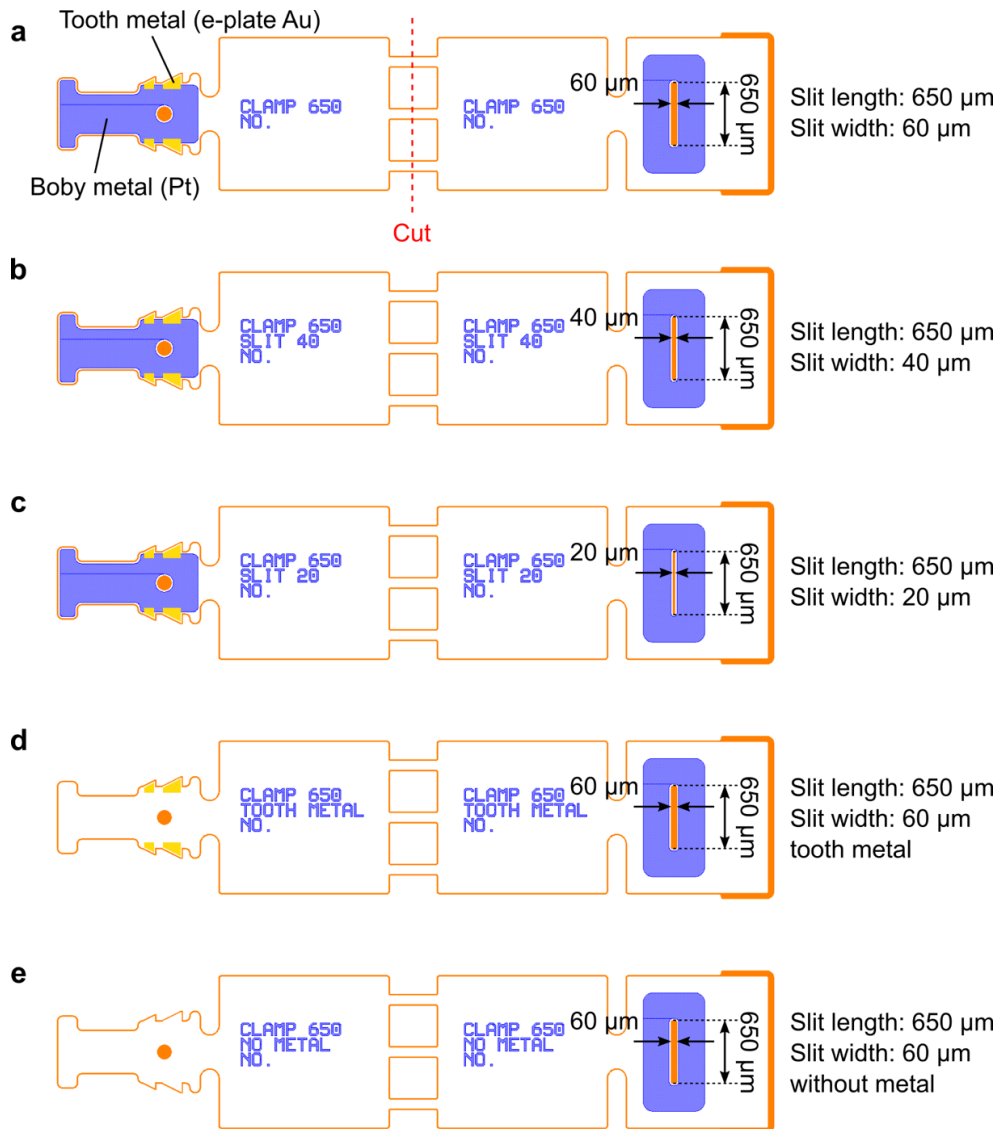 a
Tooth metal (e-plate Au)
Boby metal (Pt)
CLAMP 650
NO.
Cut
CLAMP 650
NO.
60 µm
650 µm
Slit length: 650 µm
Slit width: 60 µm
b
CLAMP 650
SLIT 40
NO.
CLAMP 650
SLIT 40
NO.
40 µm
650 µm
Slit length: 650 µm
Slit width: 40 µm
c
CLAMP 650
SLIT 20
NO.
CLAMP 650
SLIT 20
NO.
20 µm
650 µm
Slit length: 650 µm
Slit width: 20 µm
d
CLAMP 650
TOOTH METAL
NO.
CLAMP 650
TOOTH METAL
NO.
60 µm
650 µm
Slit length: 650 µm
Slit width: 60 µm
tooth metal
e
CLAMP 650
NO METAL
NO.
CLAMP 650
NO METAL
NO.
60 µm
650 µm
Slit length: 650 µm
Slit width: 60 µm
without metal